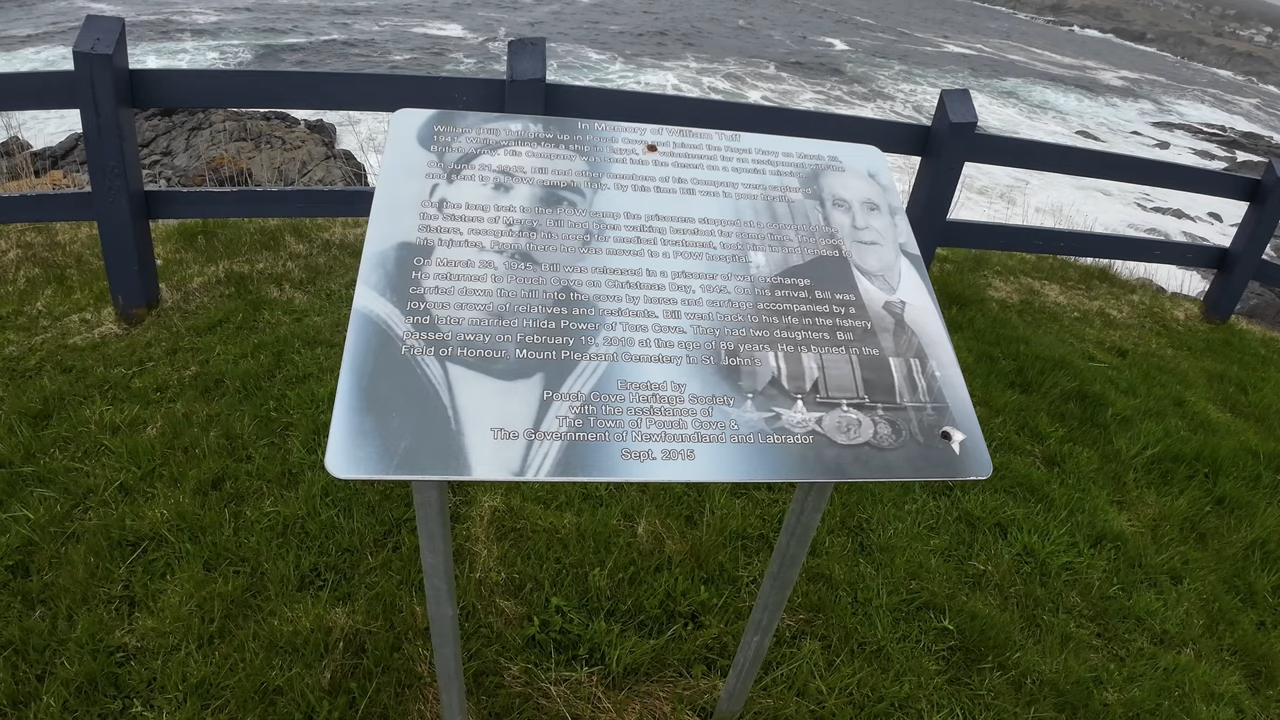 In Memory of William Tuff
William (Bill) Tuff grew up in Pouch Cove and joined the Royal Navy on March 20,
1941. While waiting for a ship in Egypt, he volunteered for an assignment with the
British Army. His Company was sent into the desert on a special mission.
On June 21, 1942, Bill and other members of his Company were captured
and sent to a POW camp in Italy. By this time Bill was in poor health.
On the long trek to the POW camp the prisoners stopped at a convent of the
the Sisters of Mercy. Bill had been walking barefoot for some time. The good
Sisters, recognizing his need for medical treatment, took him in and tended to
his injuries. From there he was moved to a POW hospital.
On March 23, 1945, Bill was released in a prisoner of war exchange.
He returned to Pouch Cove on Christmas Day, 1945. On his arrival, Bill was
carried down the hill into the cove by horse and carriage accompanied by a
joyous crowd of relatives and residents. Bill went back to his life in the fishery
and later married Hilda Power of Tors Cove. They had two daughters. Bill
passed away on February 19, 2010 at the age of 89 years. He is buried in the
Field of Honour, Mount Pleasant Cemetery in St. John's
Erected by
Pouch Cove Heritage Society
with the assistance of
The Town of Pouch Cove &
The Government of Newfoundland and Labrador
Sept. 2015